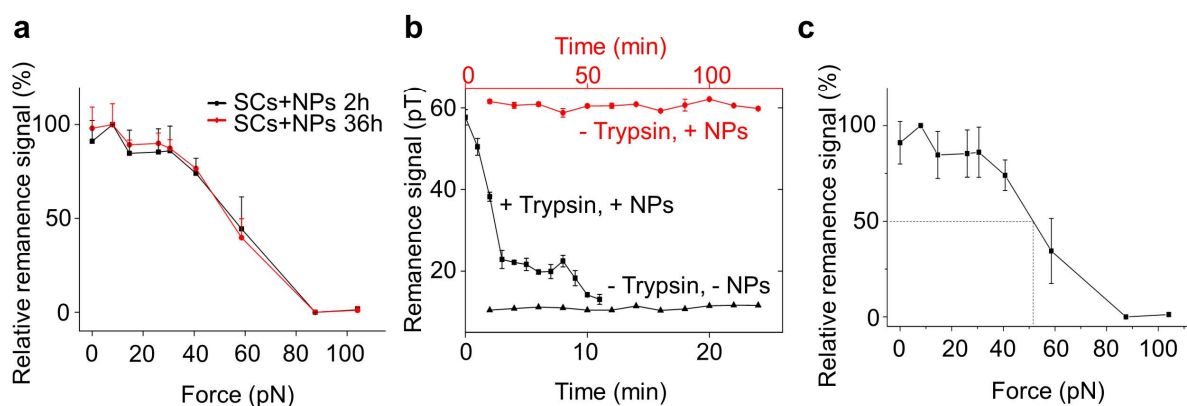 a
Relative remanence signal (%)
100
50
0
SCs+NPs 2h
SCs+NPs 36h
0 20 40 60 80 100
Force (pN)
b
Time (min)
0 50 100
Remanence signal (pT)
60
40
20
0 10 20
- Trypsin, + NPs
+ Trypsin, + NPs
- Trypsin, - NPs
Time (min)
c
Relative remanence signal (%)
100
50
0
0 20 40 60 80 100
Force (pN)